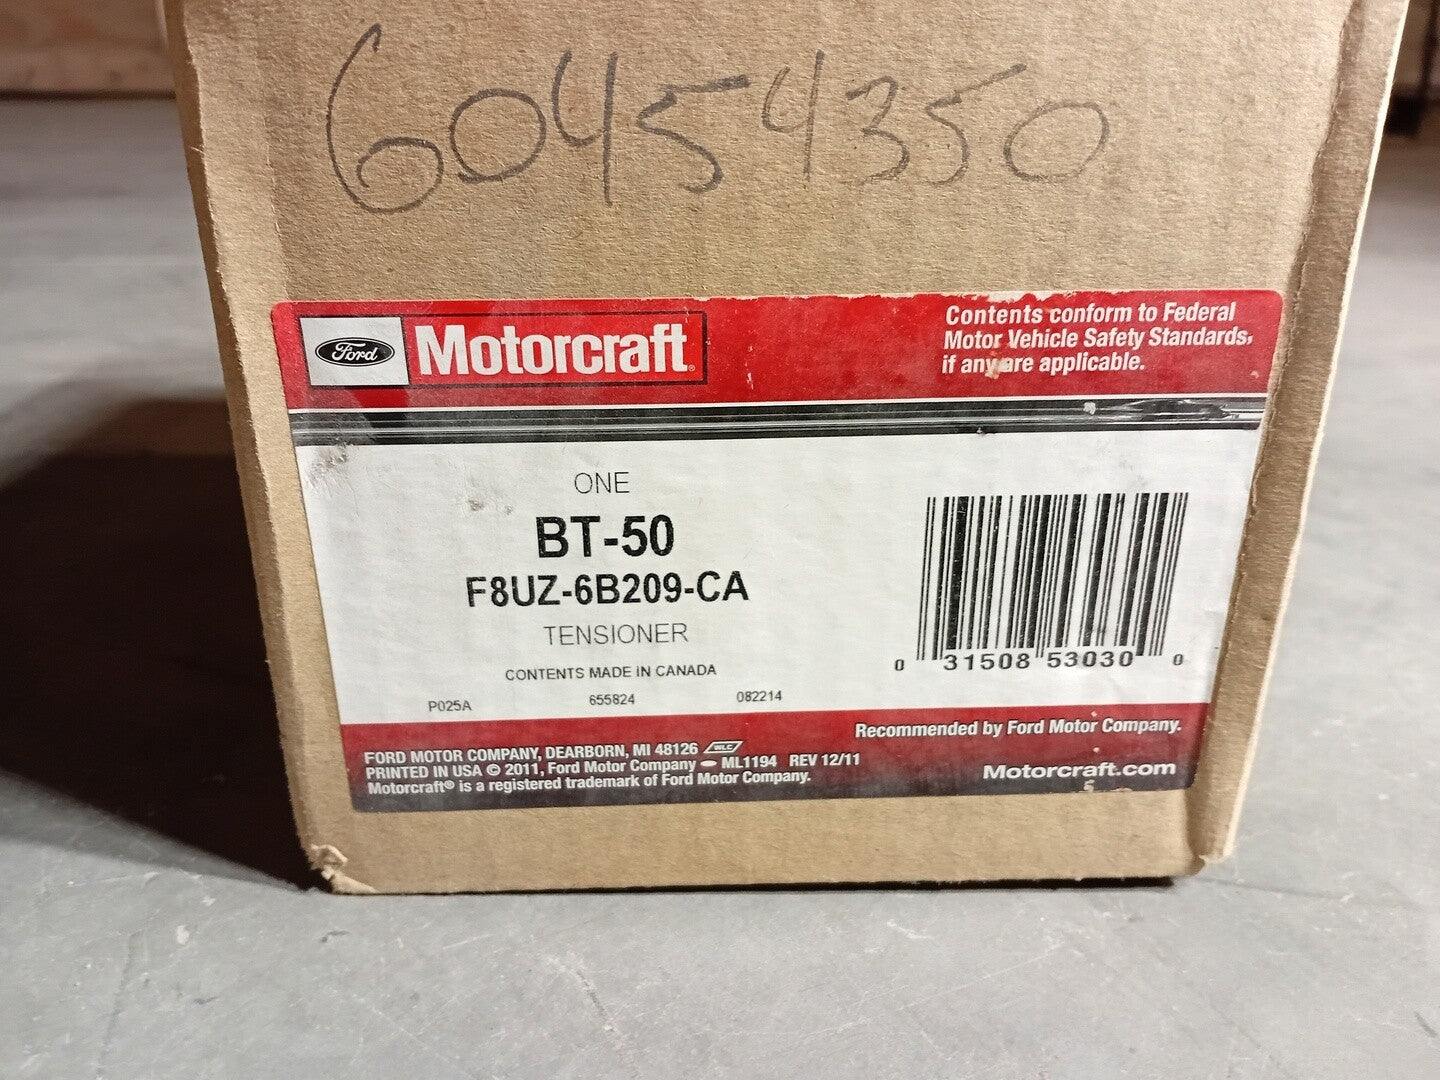 60454350
Ford Motorcraft®
Contents conform to Federal
Motor Vehicle Safety Standards,
if any are applicable.
ONE
BT-50
F8UZ-6B209-CA
TENSIONER
CONTENTS MADE IN CANADA
P025A 655824 082214
0 31508 53030 0
Recommended by Ford Motor Company.
FORD MOTOR COMPANY, DEARBORN, MI 48126 WLC
PRINTED IN USA © 2011, Ford Motor Company ML1194 REV 12/11
Motorcraft® is a registered trademark of Ford Motor Company.
Motorcraft.com